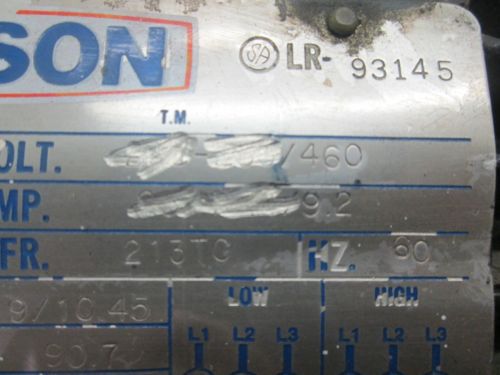 SON
SA LR- 93145
T.M.
OLT. /460
MP. /9.2
FR. 213TC HZ. 60
9/10.45 LOW HIGH
90.7 L1 L2 L3 L1 L2 L3